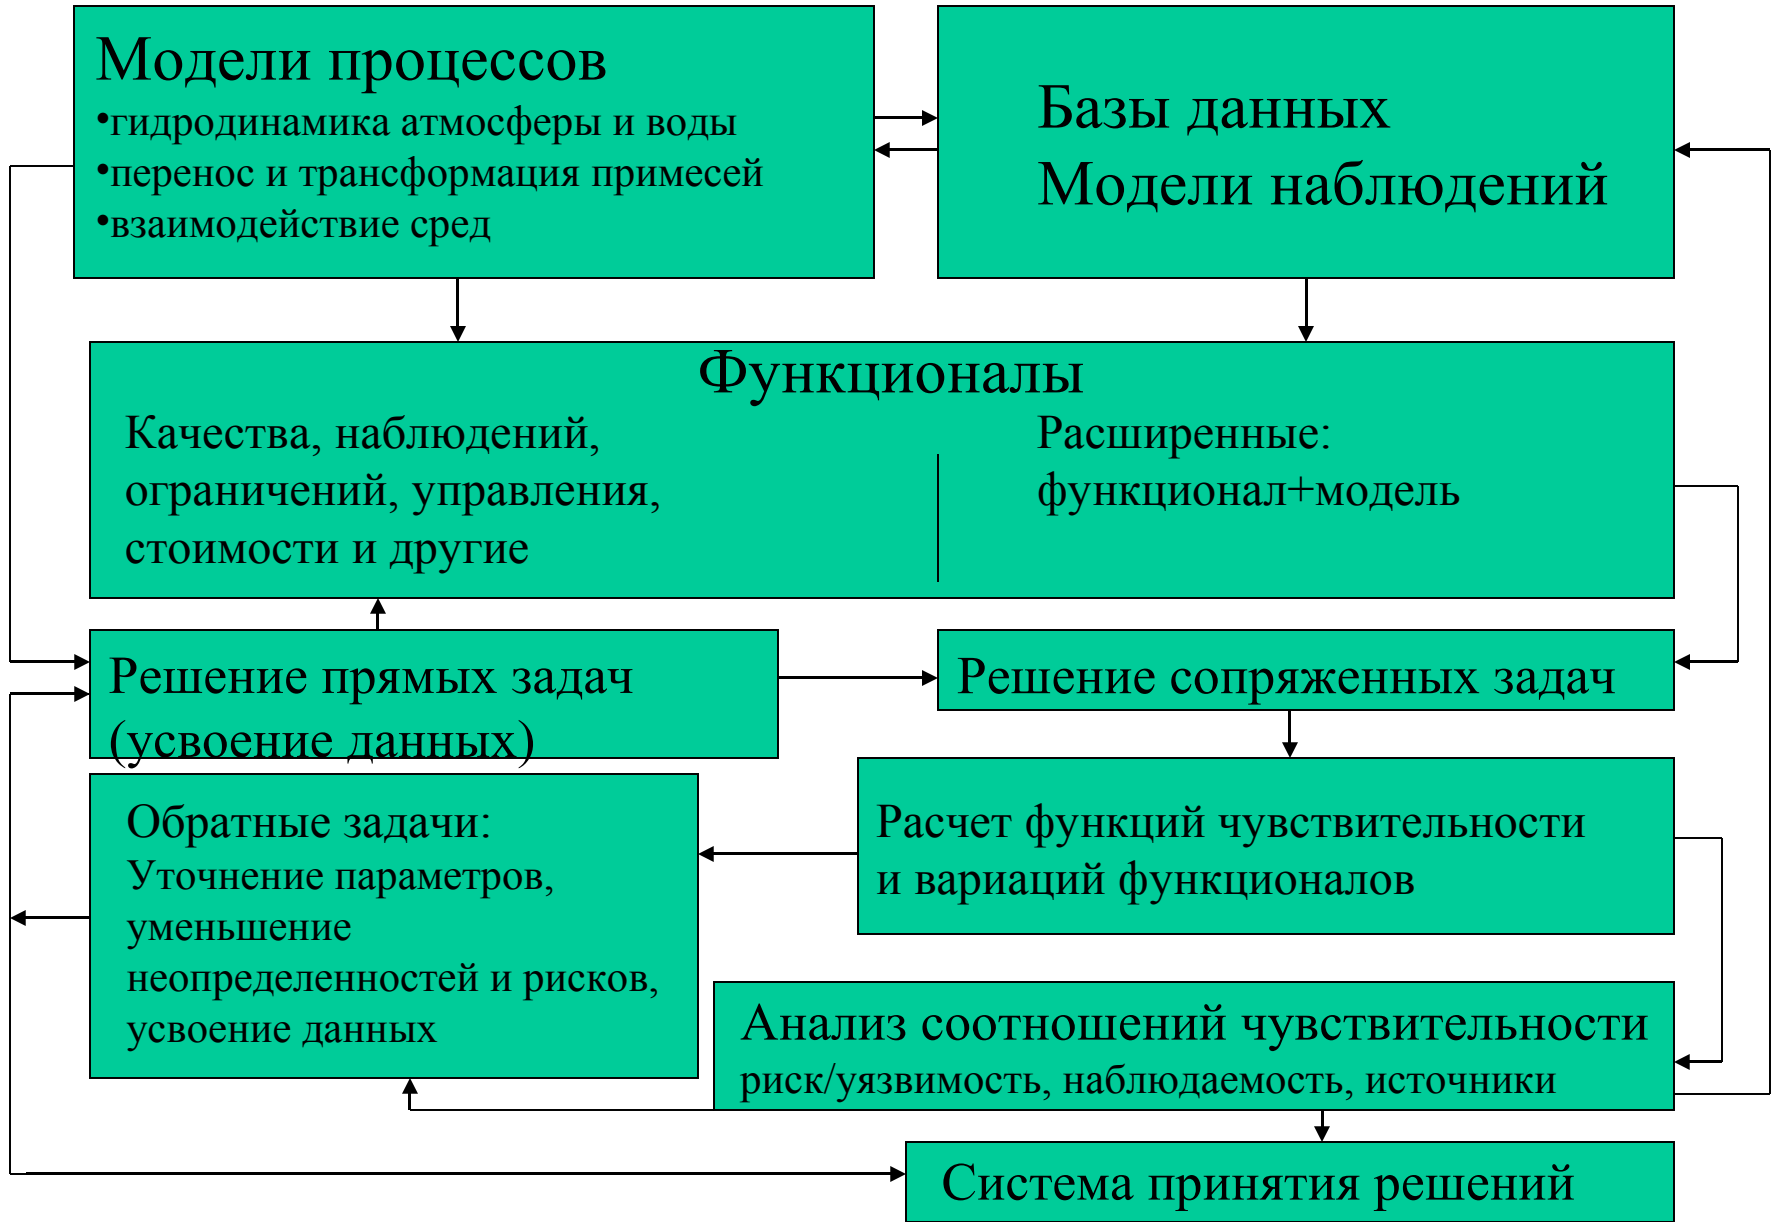 Модели процессов
•гидродинамика атмосферы и воды
•перенос и трансформация примесей
•взаимодействие сред
Базы данных
Модели наблюдений
Функционалы
Качества, наблюдений,
ограничений, управления,
стоимости и другие
Расширенные:
функционал+модель
Решение прямых задач
(усвоение данных)
Решение сопряженных задач
Обратные задачи:
Уточнение параметров,
уменьшение
неопределенностей и рисков,
усвоение данных
Расчет функций чувствительности
и вариаций функционалов
Анализ соотношений чувствительности
риск/уязвимость, наблюдаемость, источники
Система принятия решений